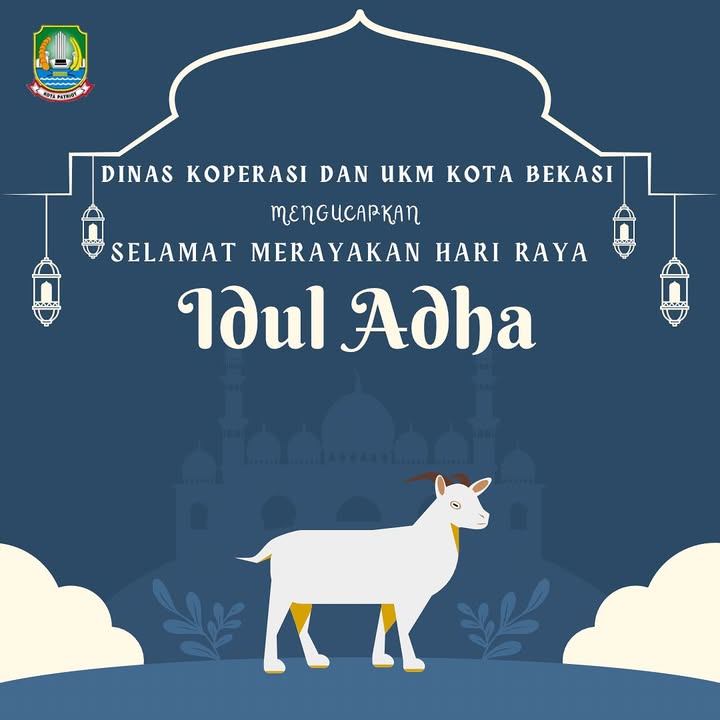 KOTA PATRIOT
DINAS KOPERASI DAN UKM KOTA BEKASI
MENGUCAPKAN
SELAMAT MERAYAKAN HARI RAYA
Idul Adha